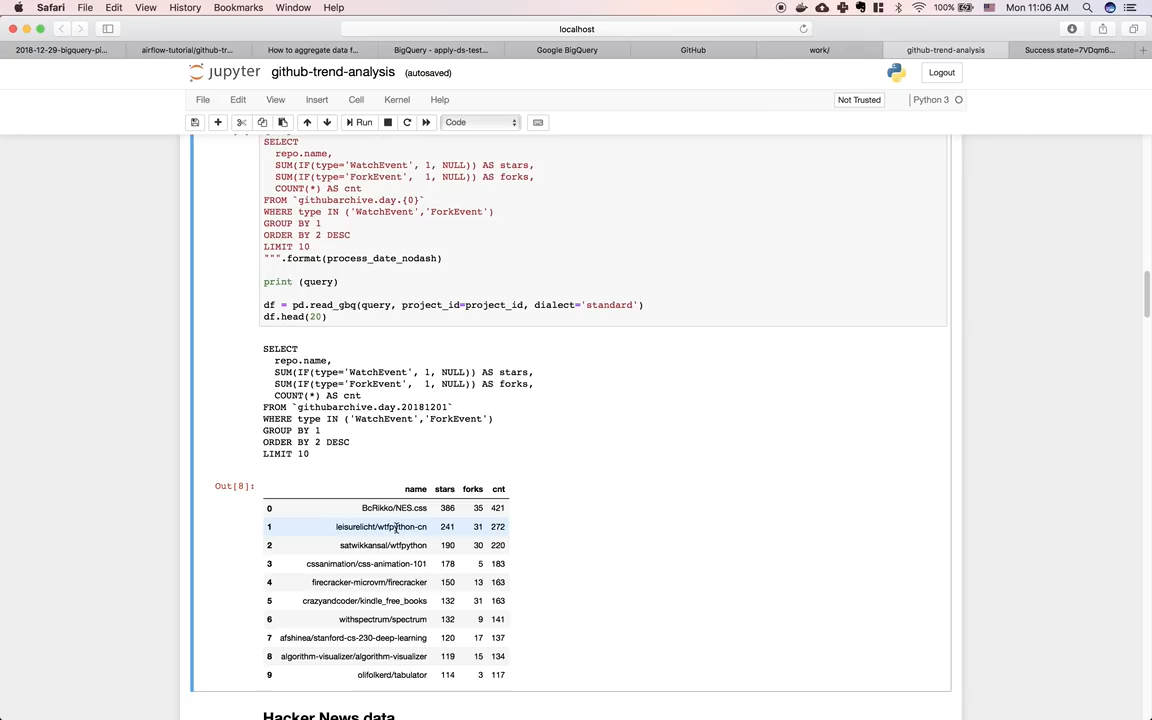 Safari File Edit View History Bookmarks Window Help 100% Mon 11:06 AM
localhost
2018-12-29-bigquery-pi... airflow-tutorial/github-tr... How to aggregate data f... BigQuery - apply-ds-test... Google BigQuery GitHub work/ github-trend-analysis Success state=7VDqm6...
jupyter github-trend-analysis (autosaved) Logout
File Edit View Insert Cell Kernel Help Not Trusted Python 3
Run Code
SELECT
repo.name,
SUM(IF(type='WatchEvent', 1, NULL)) AS stars,
SUM(IF(type='ForkEvent',  1, NULL)) AS forks,
COUNT(*) AS cnt
FROM `githubarchive.day.{0}`
WHERE type IN ('WatchEvent','ForkEvent')
GROUP BY 1
ORDER BY 2 DESC
LIMIT 10
""".format(process_date_nodash)
print (query)
df = pd.read_gbq(query, project_id=project_id, dialect='standard')
df.head(20)
SELECT
repo.name,
SUM(IF(type='WatchEvent', 1, NULL)) AS stars,
SUM(IF(type='ForkEvent',  1, NULL)) AS forks,
COUNT(*) AS cnt
FROM `githubarchive.day.20181201`
WHERE type IN ('WatchEvent','ForkEvent')
GROUP BY 1
ORDER BY 2 DESC
LIMIT 10
Out[8]:
name stars forks cnt
0 BcRikko/NES.css 386 35 421
1 leisurelicht/wtfpython-cn 241 31 272
2 satwikkansal/wtfpython 190 30 220
3 cssanimation/css-animation-101 178 5 183
4 firecracker-microvm/firecracker 150 13 163
5 crazyandcoder/kindle_free_books 132 31 163
6 withspectrum/spectrum 132 9 141
7 afshinea/stanford-cs-230-deep-learning 120 17 137
8 algorithm-visualizer/algorithm-visualizer 119 15 134
9 olifolkerd/tabulator 114 3 117
Hacker News data